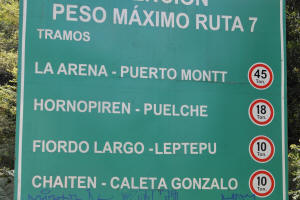 PESO MÁXIMO RUTA 7
TRAMOS
LA ARENA - PUERTO MONTT 45 Ton.
HORNOPIREN - PUELCHE 18 Ton.
FIORDO LARGO -LEPTEPU 10 Ton.
CHAITEN - CALETA GONZALO 10 Ton.